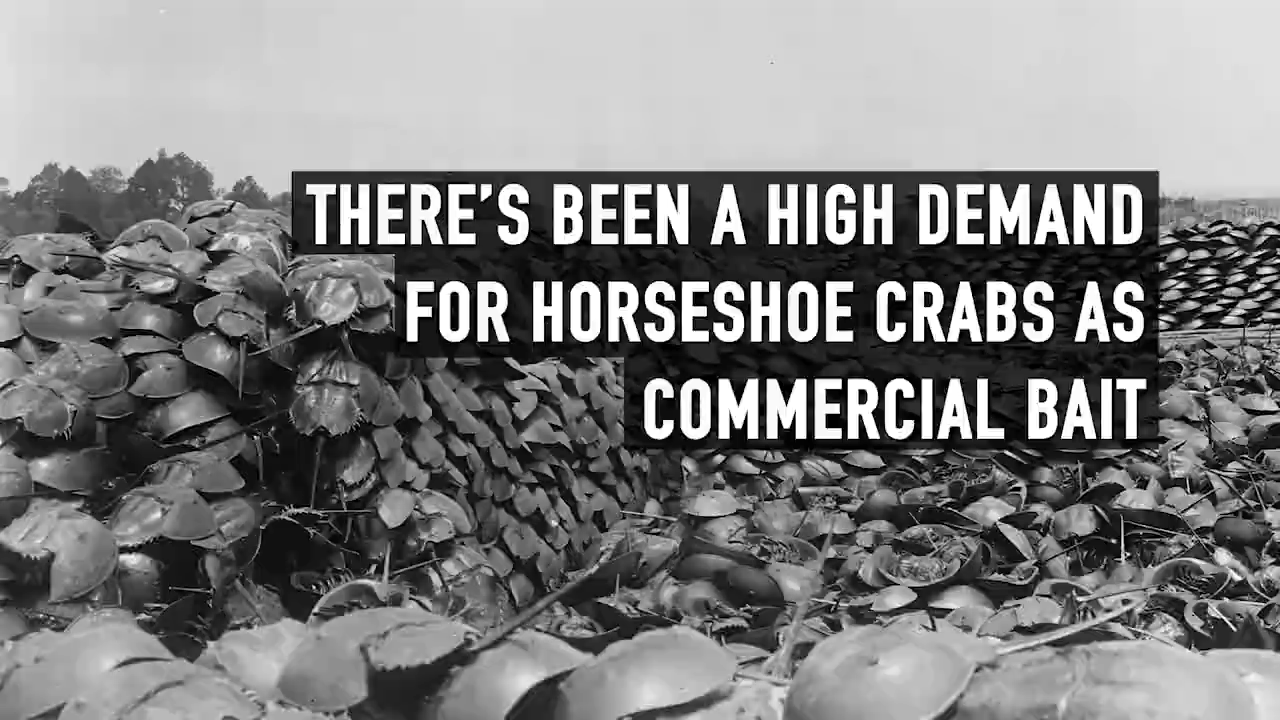 THERE'S BEEN A HIGH DEMAND
FOR HORSESHOE CRABS AS
COMMERCIAL BAIT